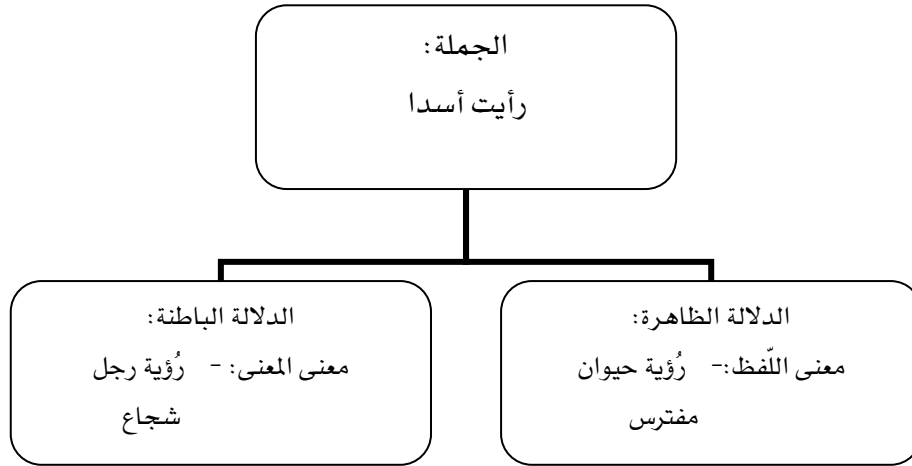 الجملة:
رأيت أسدا
الدلالة الظاهرة:
معنى اللّفظ:- رُؤية حيوان
مفترس
الدلالة الباطنة:
معنى المعنى: - رُؤية رجل
شجاع